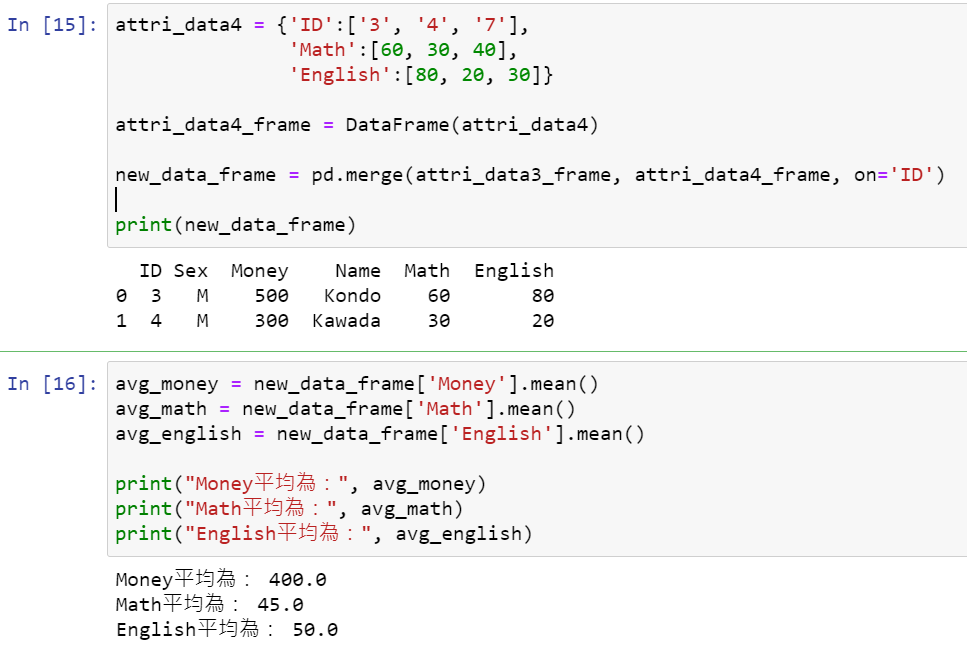 In [15]: attri_data4 = {'ID':['3', '4', '7'],
'Math':[60, 30, 40],
'English':[80, 20, 30]}
attri_data4_frame = DataFrame(attri_data4)
new_data_frame = pd.merge(attri_data3_frame, attri_data4_frame, on='ID')
print(new_data_frame)
ID Sex Money Name Math English
0 3 M 500 Kondo 60 80
1 4 M 300 Kawada 30 20
In [16]: avg_money = new_data_frame['Money'].mean()
avg_math = new_data_frame['Math'].mean()
avg_english = new_data_frame['English'].mean()
print("Money平均為：", avg_money)
print("Math平均為：", avg_math)
print("English平均為：", avg_english)
Money平均為： 400.0
Math平均為： 45.0
English平均為： 50.0